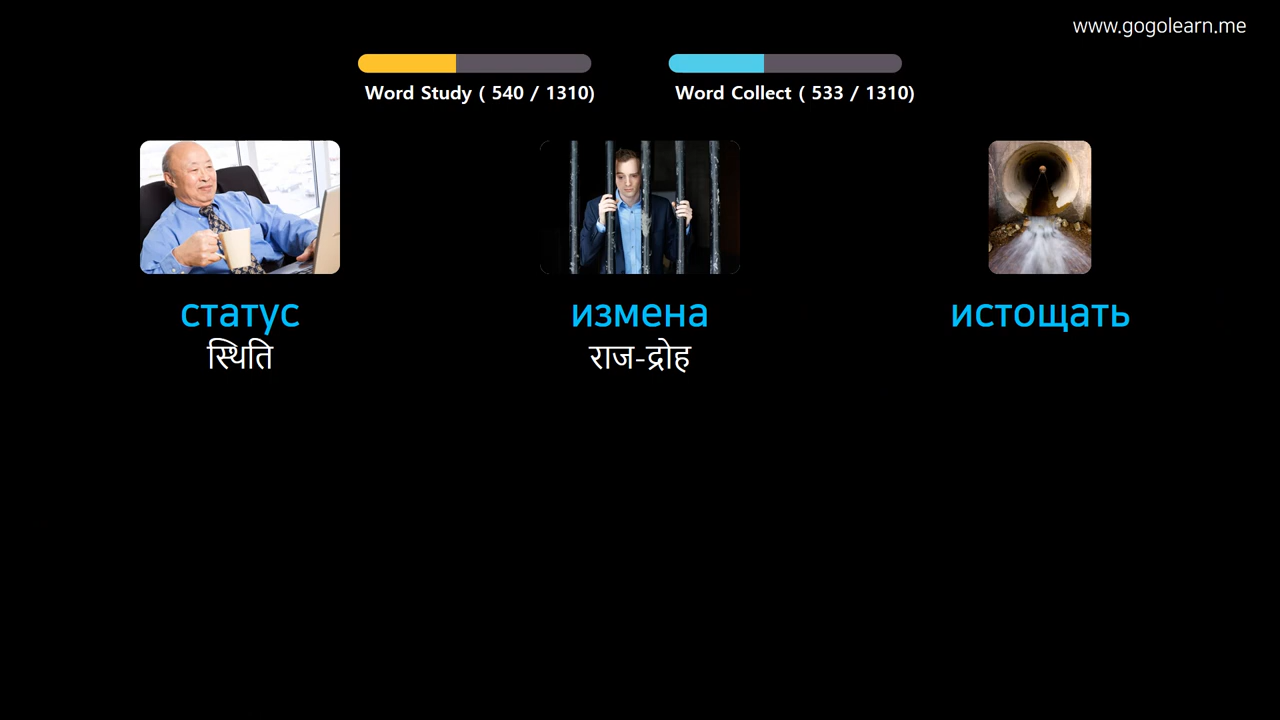 www.gogolearn.me
Word Study ( 540 / 1310)
Word Collect ( 533 / 1310)
статус
измена
истощать
स्थिति
राज-द्रोह